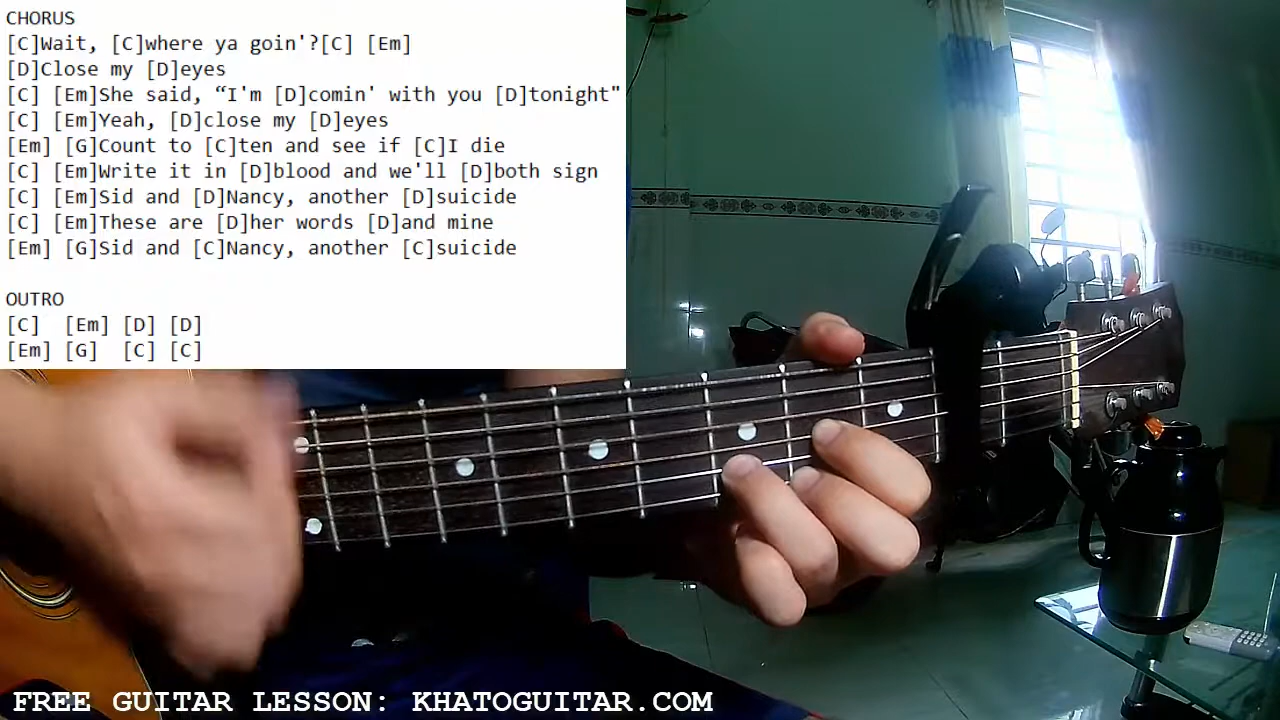 CHORUS
[C]Wait, [C]where ya goin'?[C] [Em]
[D]Close my [D]eyes
[C] [Em]She said, “I'm [D]comin' with you [D]tonight"
[C] [Em]Yeah, [D]close my [D]eyes
[Em] [G]Count to [C]ten and see if [C]I die
[C] [Em]Write it in [D]blood and we'll [D]both sign
[C] [Em]Sid and [D]Nancy, another [D]suicide
[C] [Em]These are [D]her words [D]and mine
[Em] [G]Sid and [C]Nancy, another [C]suicide
OUTRO
[C] [Em] [D] [D]
[Em] [G] [C] [C]
FREE GUITAR LESSON: KHATOGUITAR.COM